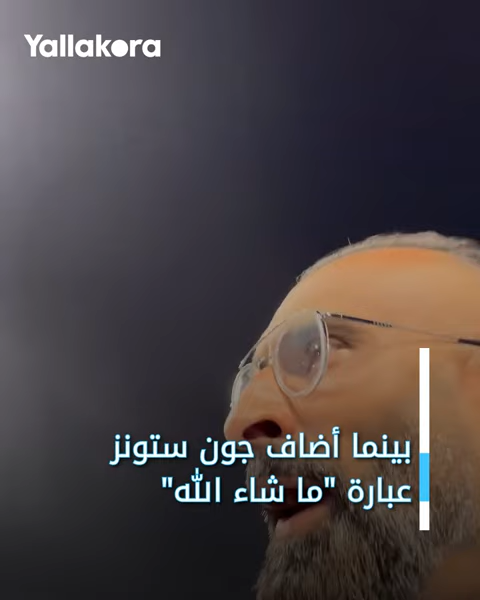 Yallakora
بينما أضاف جون ستونز
عبارة "ما شاء الله"